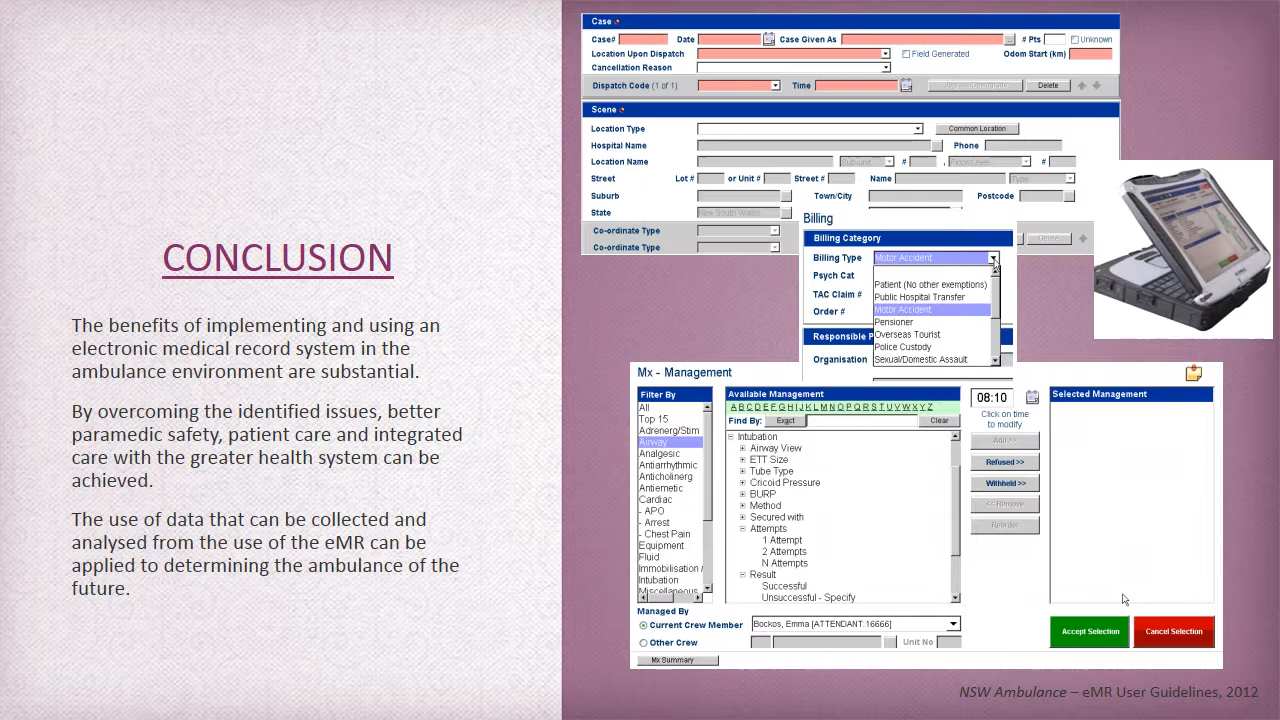 CONCLUSION
The benefits of implementing and using an
electronic medical record system in the
ambulance environment are substantial.
By overcoming the identified issues, better
paramedic safety, patient care and integrated
care with the greater health system can be
achieved.
The use of data that can be collected and
analysed from the use of the eMR can be
applied to determining the ambulance of the
future.
Case
Case# Date Case Given As # Pts Unknown
Location Upon Dispatch Field Generated Odom Start (km)
Cancellation Reason
Dispatch Code (1 of 1) Time Delete
Scene
Location Type Common Location
Hospital Name Phone
Location Name Sub-unit # , Floor/Level #
Street Lot # or Unit # Street # Name Type
Suburb Town/City Postcode
State New South Wales
Co-ordinate Type
Co-ordinate Type Delete
Billing
Billing Category
Billing Type Motor Accident
Psych Cat
TAC Claim #
Order #
Patient (No other exemptions)
Public Hospital Transfer
Motor Accident
Pensioner
Overseas Tourist
Police Custody
Sexual/Domestic Assault
Responsible P
Organisation
Mx - Management
Filter By
All
Top 15
Adrenerg/Stim
Airway
Analgesic
Antiarrhythmic
Anticholinerg
Antiemetic
Cardiac
- APO
- Arrest
- Chest Pain
Equipment
Fluid
Immobilisation /
Intubation
Miscellaneous
Available Management
A B C D E F G H I J K L M N O P Q R S T U V W X Y Z
Find By: Exact Clear
Intubation
Airway View
ETT Size
Tube Type
Cricoid Pressure
BURP
Method
Secured with
Attempts
1 Attempt
2 Attempts
N Attempts
Result
Successful
Unsuccessful - Specify
08:10
Click on time
to modify
Add >>
Refused >>
Withheld >>
<< Remove
Reorder
Selected Management
Managed By
Current Crew Member Bockos, Emma [ATTENDANT:16666]
Other Crew Unit No
Accept Selection Cancel Selection
Mx Summary
NSW Ambulance – eMR User Guidelines, 2012